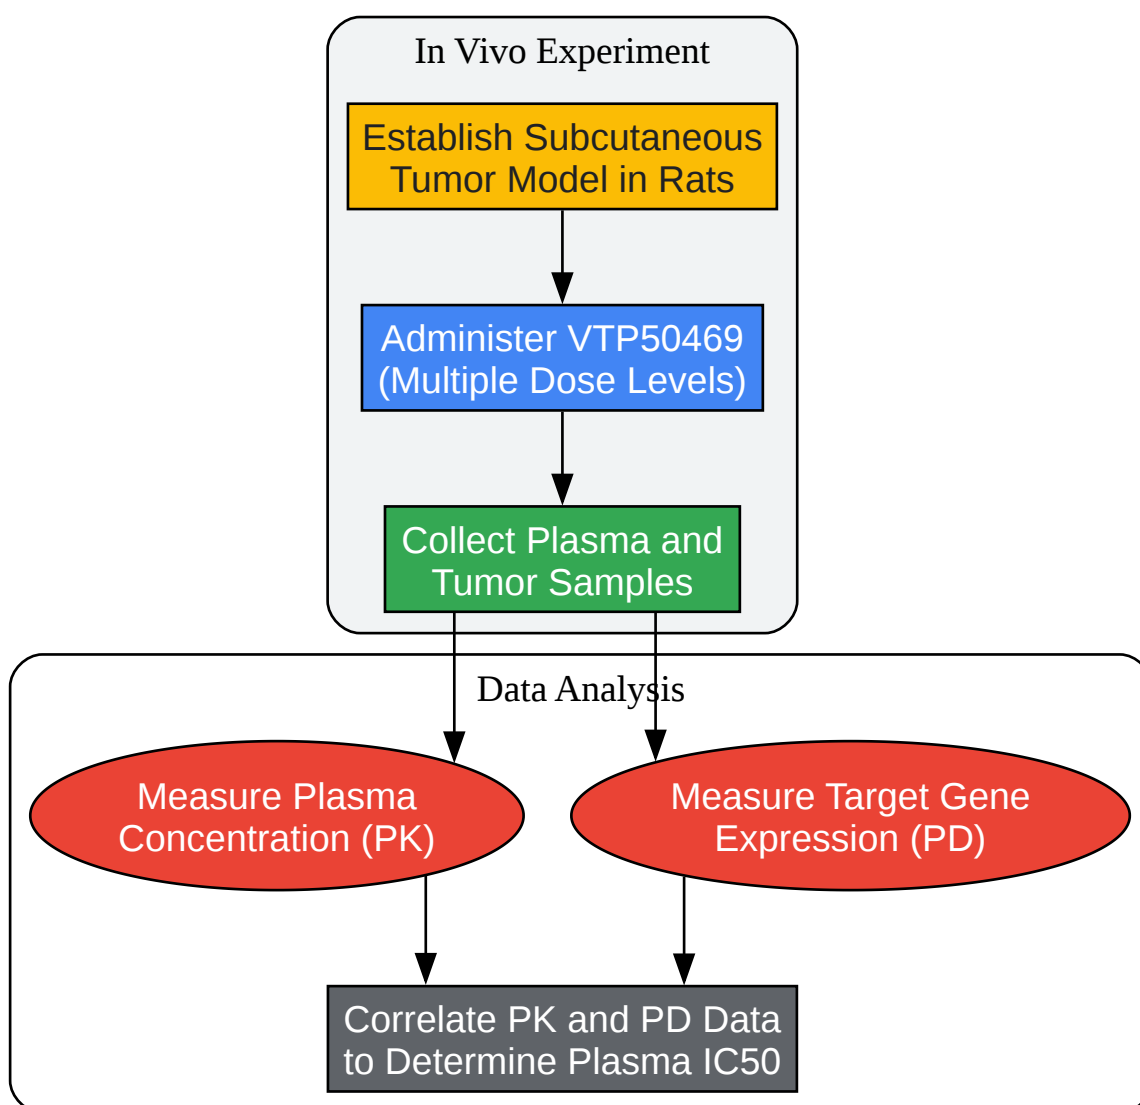 In Vivo Experiment
Establish Subcutaneous
Tumor Model in Rats
Administer VTP50469
(Multiple Dose Levels)
Collect Plasma and
Tumor Samples
Data Analysis
Measure Plasma
Concentration (PK)
Measure Target Gene
Expression (PD)
Correlate PK and PD Data
to Determine Plasma IC50